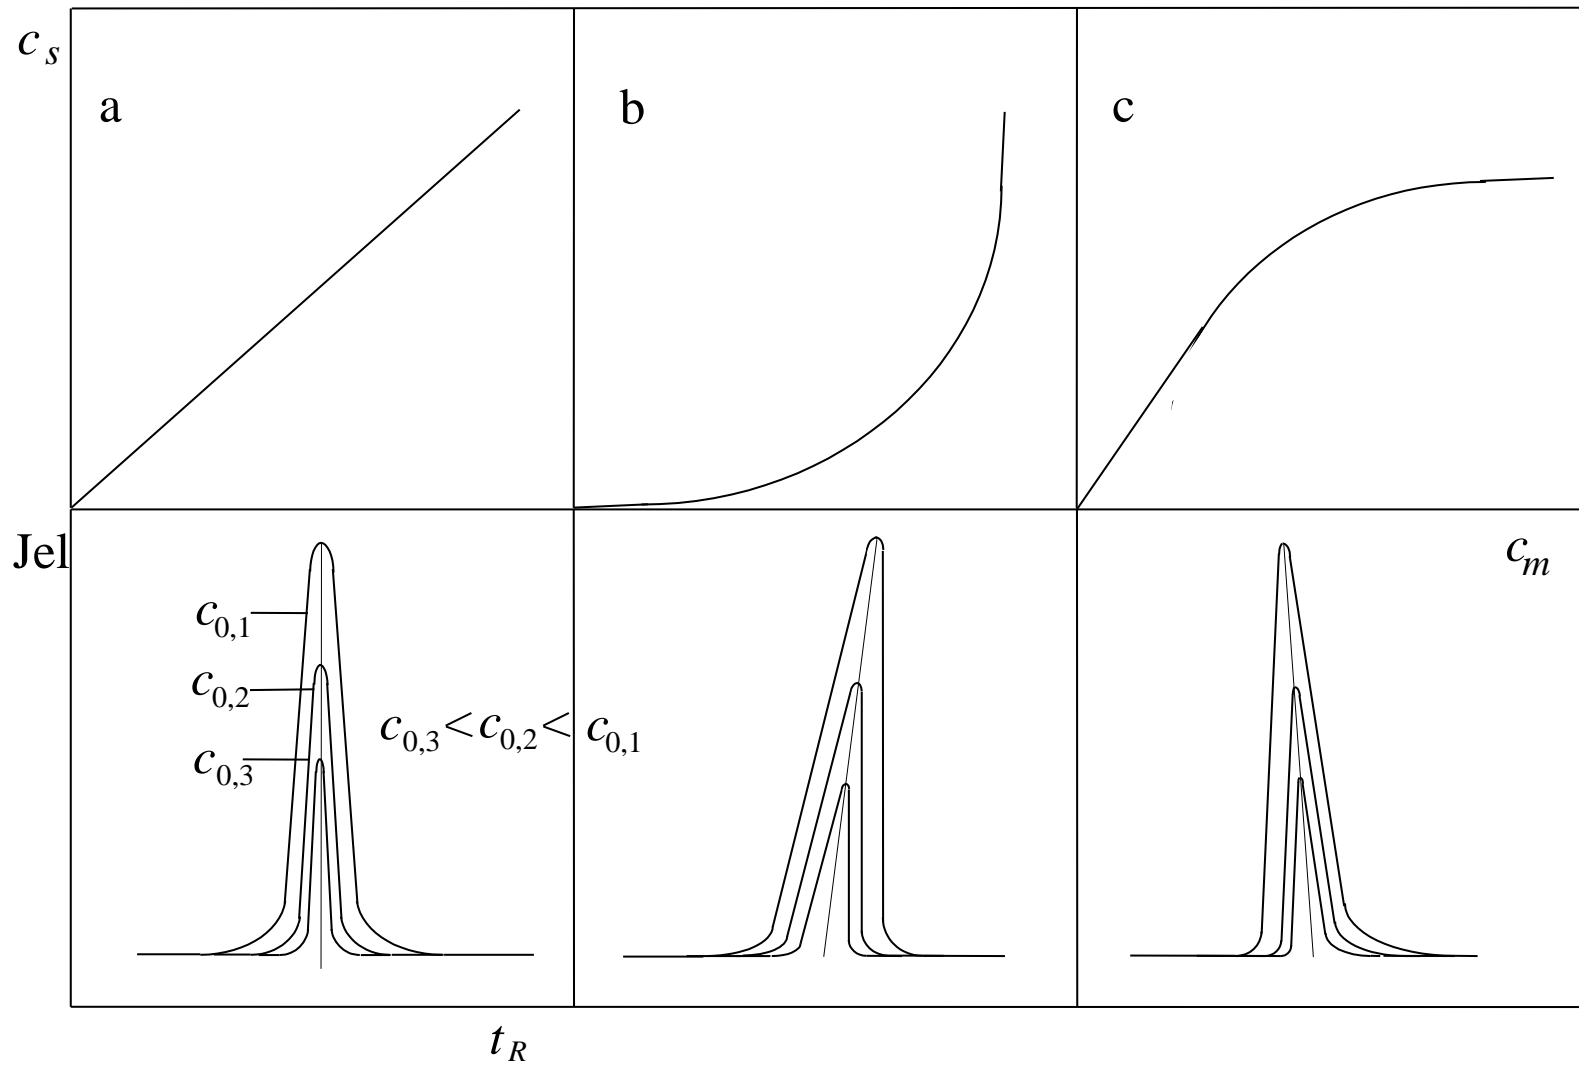 c_s
a b c
Jel
c_m
c_{0,1}
c_{0,2}
c_{0,3}<c_{0,2}< c_{0,1}
c_{0,3}
t_R